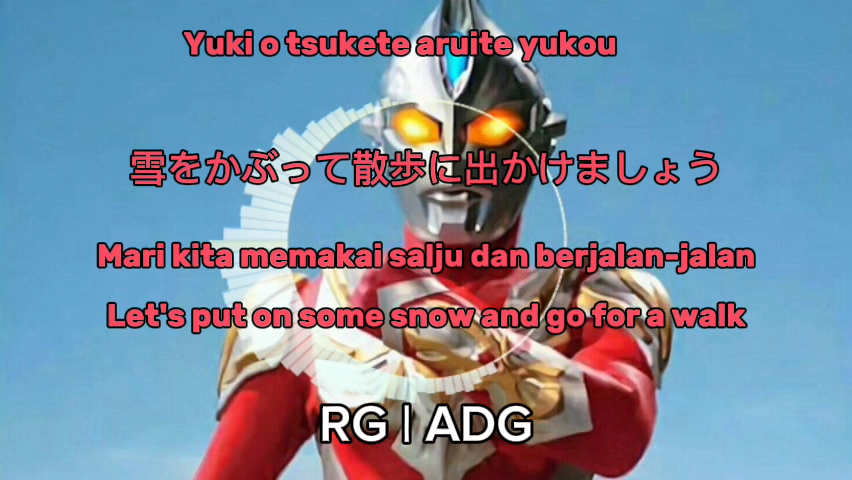 Yuki o tsukete aruite yukou
雪をかぶって散歩に出かけましょう
Mari kita memakai salju dan berjalan-jalan
Let's put on some snow and go for a walk
RG | ADG